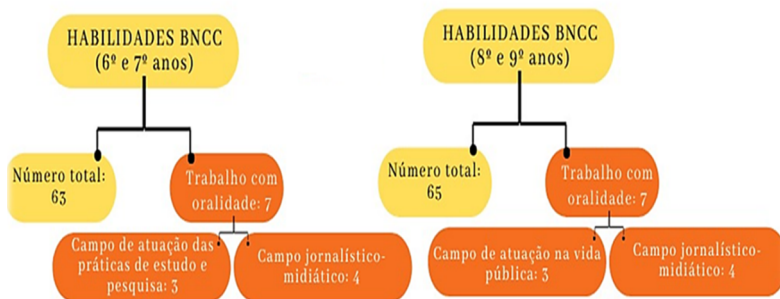 HABILIDADES BNCC
(6º e 7º anos)
Número total:
63
Trabalho com
oralidade: 7
Campo de atuação das
práticas de estudo e
pesquisa: 3
Campo jornalístico-
midiático: 4
HABILIDADES BNCC
(8º e 9º anos)
Número total:
65
Trabalho com
oralidade: 7
Campo de atuação na vida
pública: 3
Campo jornalístico-
midiático: 4